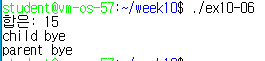 student@vm-os-57:~/week10$ ./ex10-06
합은: 15
child bye
parent bye